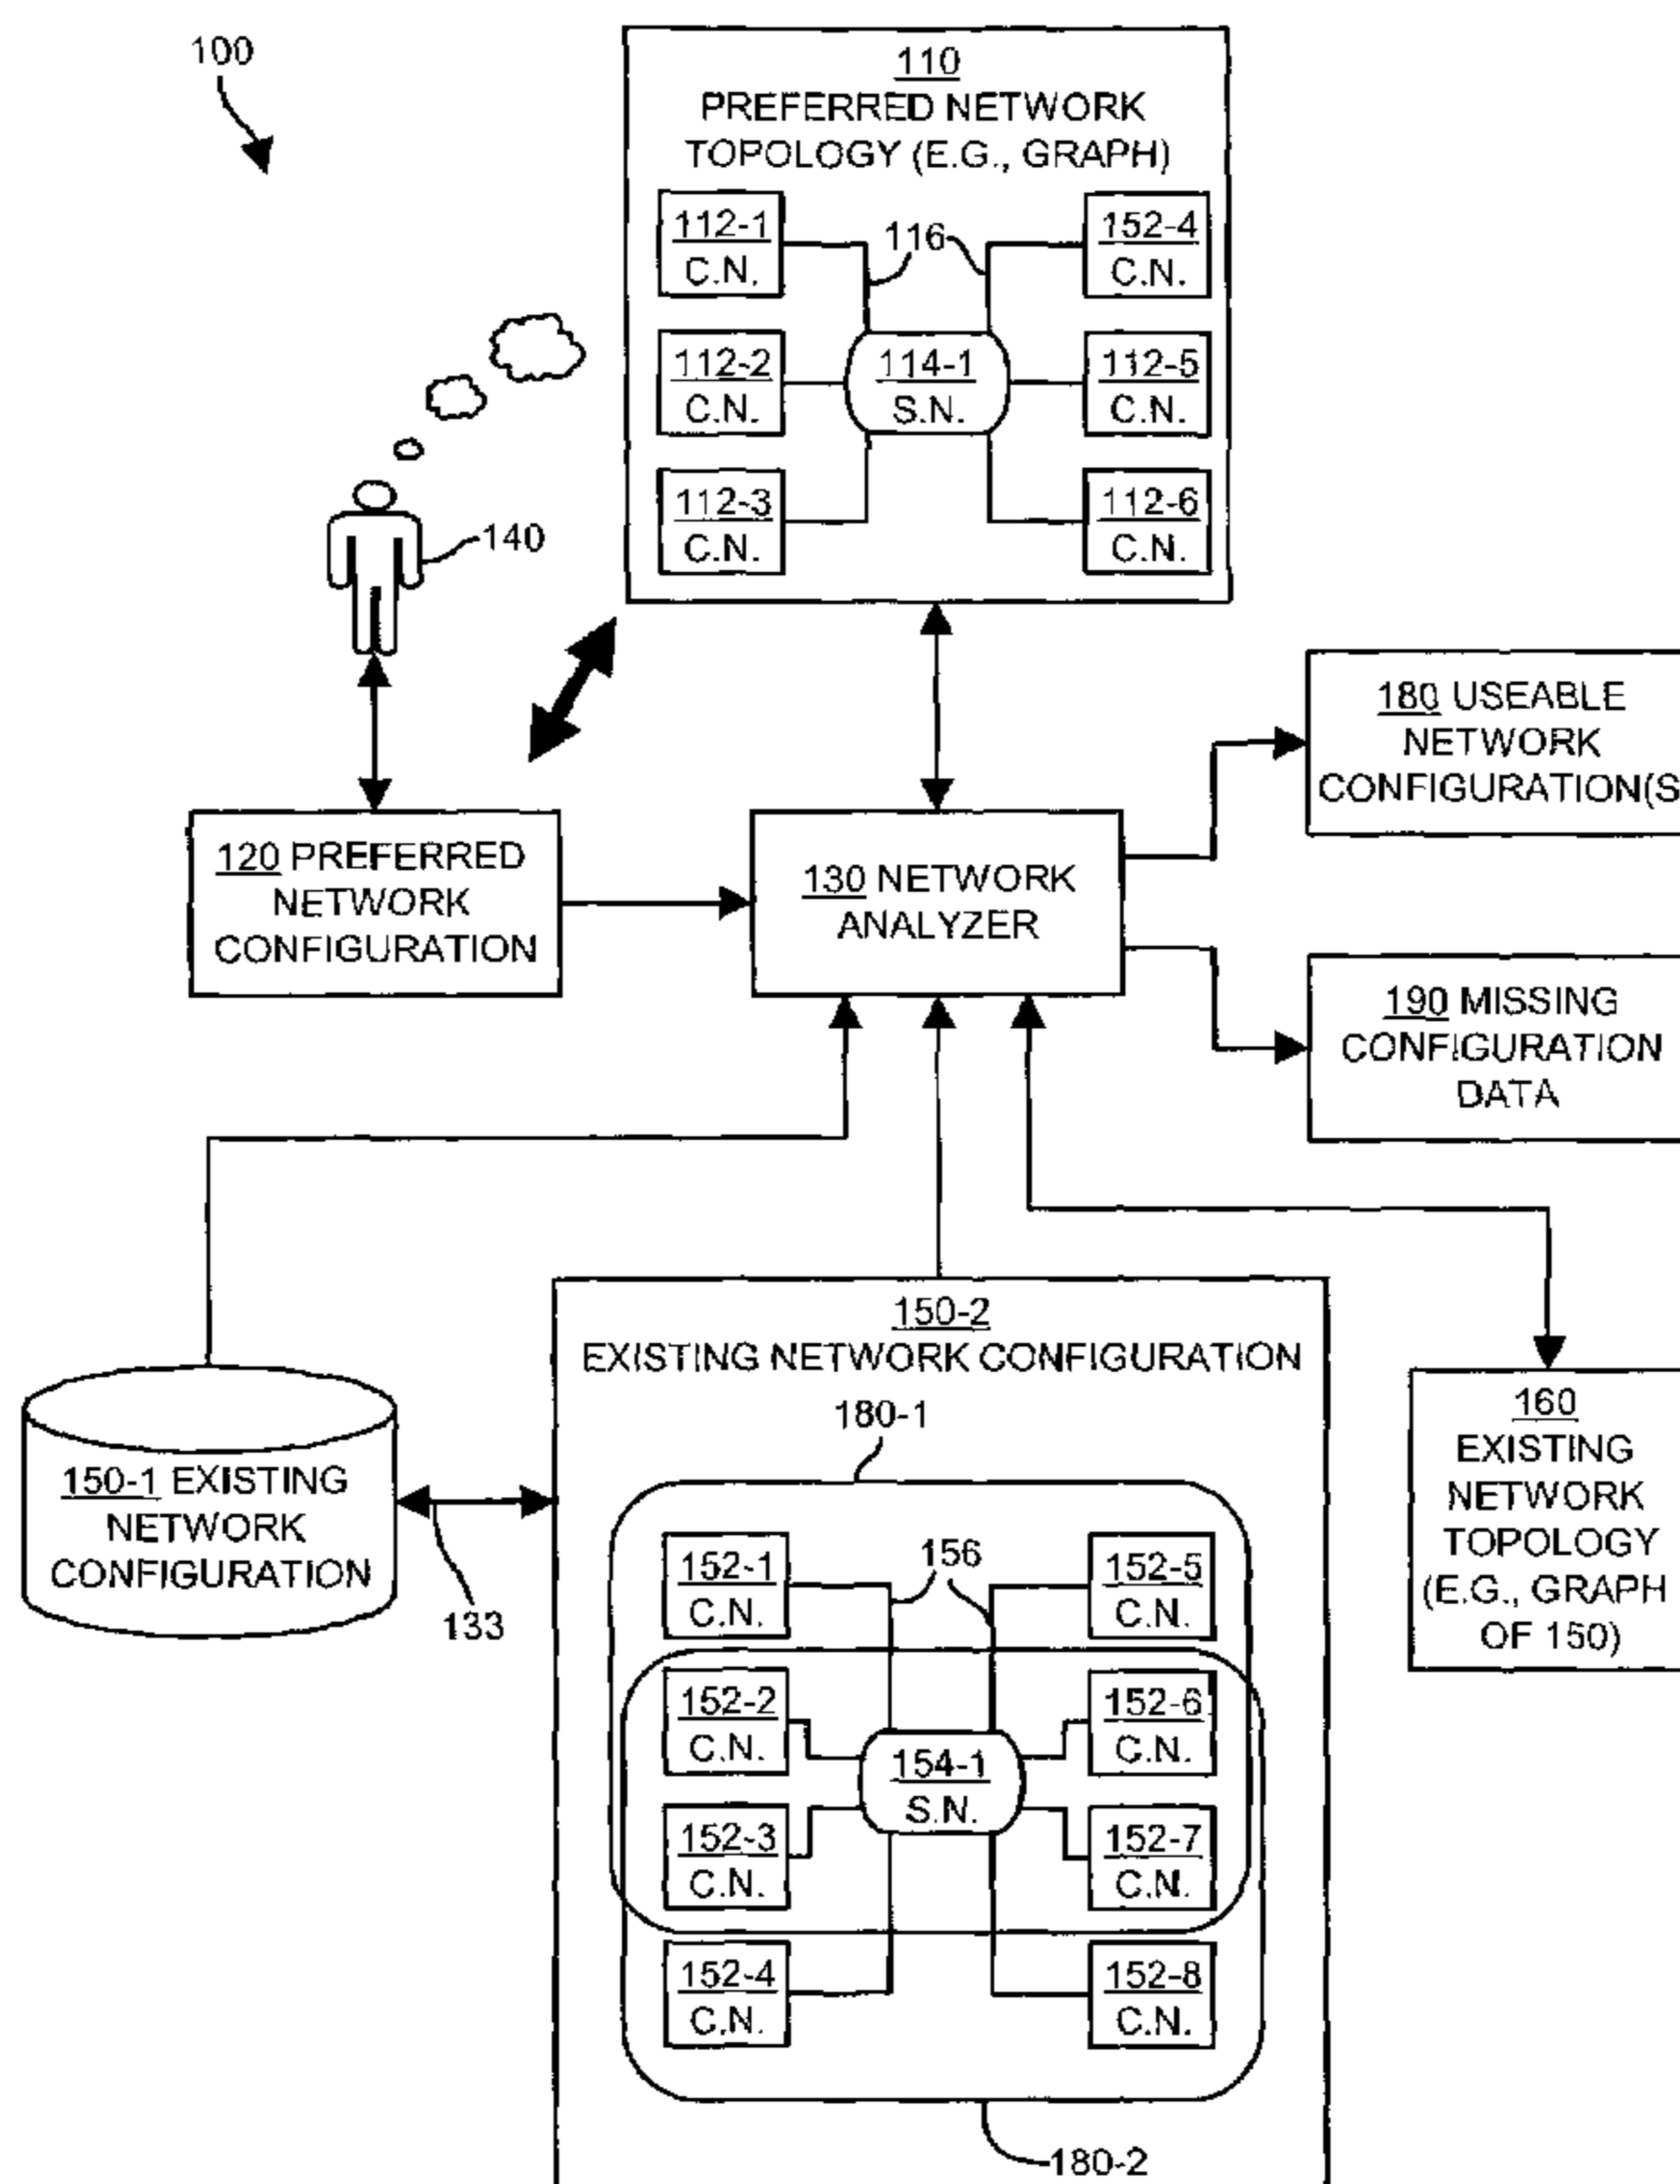 100
110
PREFERRED NETWORK
TOPOLOGY (E.G., GRAPH)
112-1
C.N.
116
152-4
C.N.
112-2
C.N.
114-1
S.N.
112-5
C.N.
112-3
C.N.
112-6
C.N.
140
180 USEABLE
NETWORK
CONFIGURATION(S
120 PREFERRED
NETWORK
CONFIGURATION
130 NETWORK
ANALYZER
190 MISSING
CONFIGURATION
DATA
150-2
EXISTING NETWORK CONFIGURATION
180-1
150-1 EXISTING
NETWORK
CONFIGURATION
133
160
EXISTING
NETWORK
TOPOLOGY
(E.G., GRAPH
OF 150)
152-1
C.N.
156
152-5
C.N.
152-2
C.N.
152-6
C.N.
154-1
S.N.
152-3
C.N.
152-7
C.N.
152-4
C.N.
152-8
C.N.
180-2